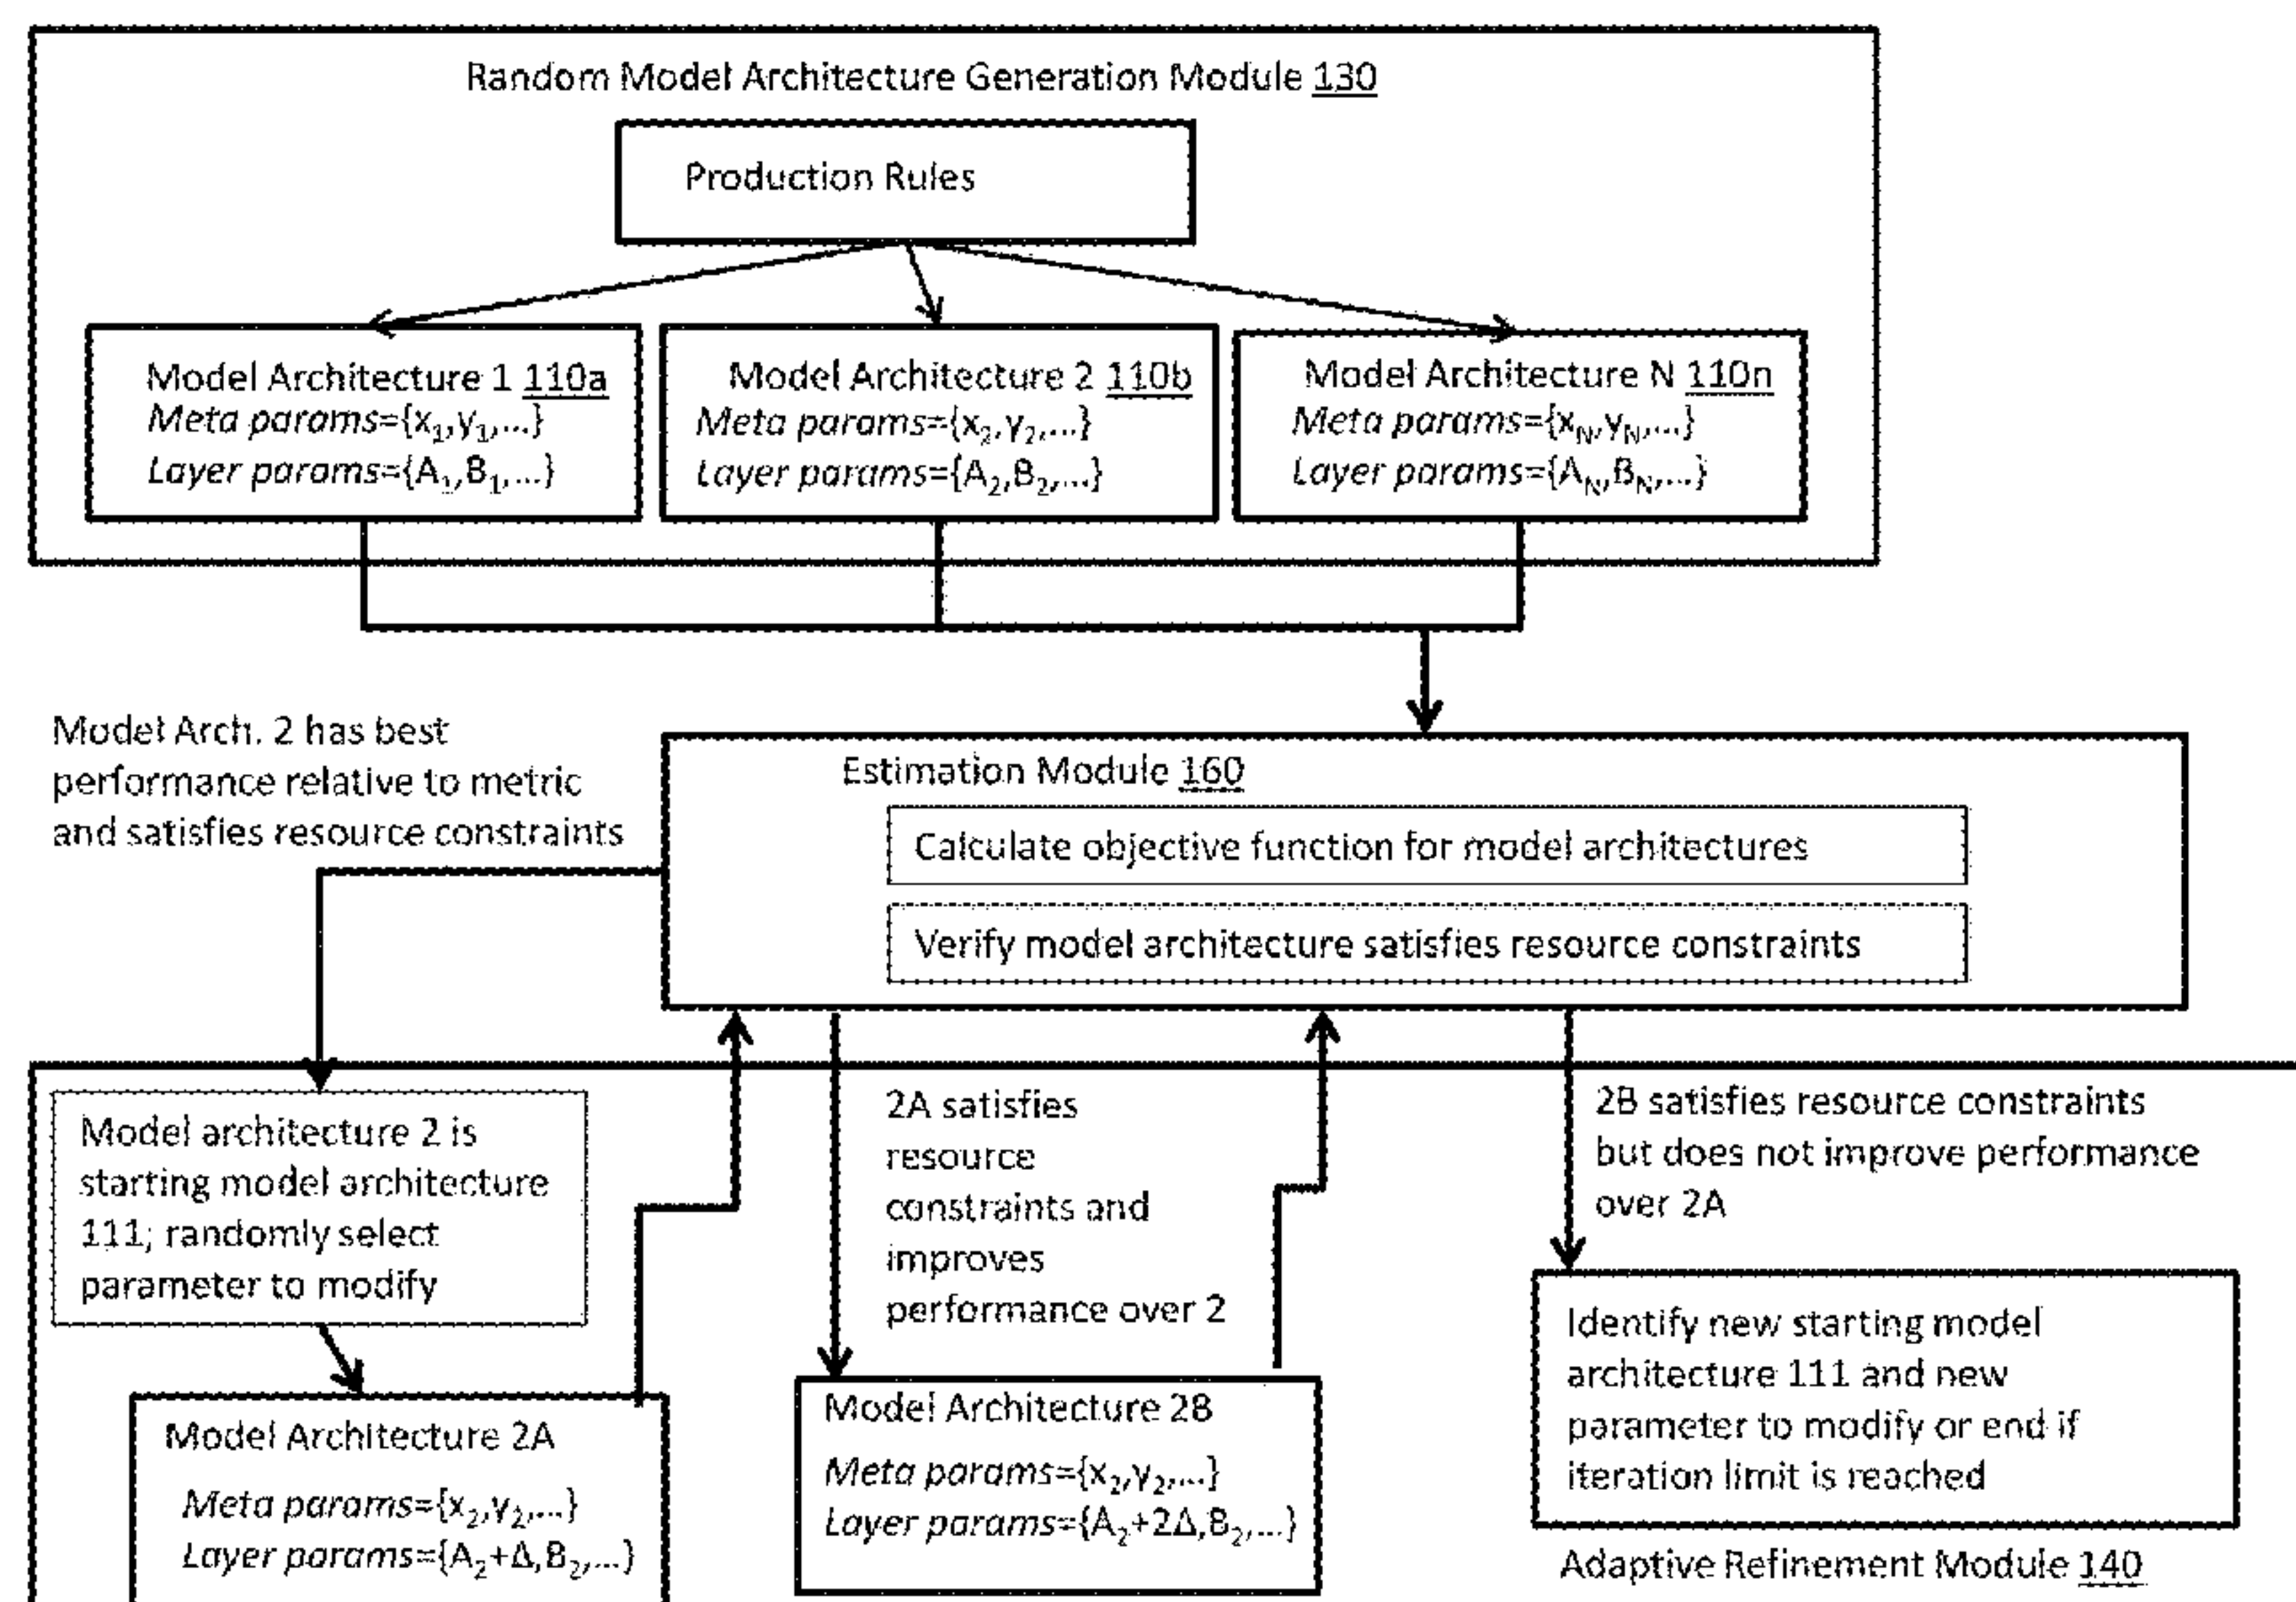 Random Model Architecture Generation Module 130
Production Rules
Model Architecture 1 110a
Meta params={x₁,y₁,...}
Layer params={A₁,B₁,...}
Model Architecture 2 110b
Meta params={x₂,y₂,...}
Layer params={A₂,B₂,...}
Model Architecture N 110n
Meta params={x_N,y_N,...}
Layer params={A_N,B_N,...}
Model Arch. 2 has best
performance relative to metric
and satisfies resource constraints
Estimation Module 160
Calculate objective function for model architectures
Verify model architecture satisfies resource constraints
Model architecture 2 is
starting model architecture
111; randomly select
parameter to modify
Model Architecture 2A
Meta params={x₂,y₂,...}
Layer params={A₂+Δ,B₂,...}
2A satisfies
resource
constraints and
improves
performance over 2
Model Architecture 2B
Meta params={x₂,y₂,...}
Layer params={A₂+2Δ,B₂,...}
2B satisfies resource constraints
but does not improve performance
over 2A
Identify new starting model
architecture 111 and new
parameter to modify or end if
iteration limit is reached
Adaptive Refinement Module 140